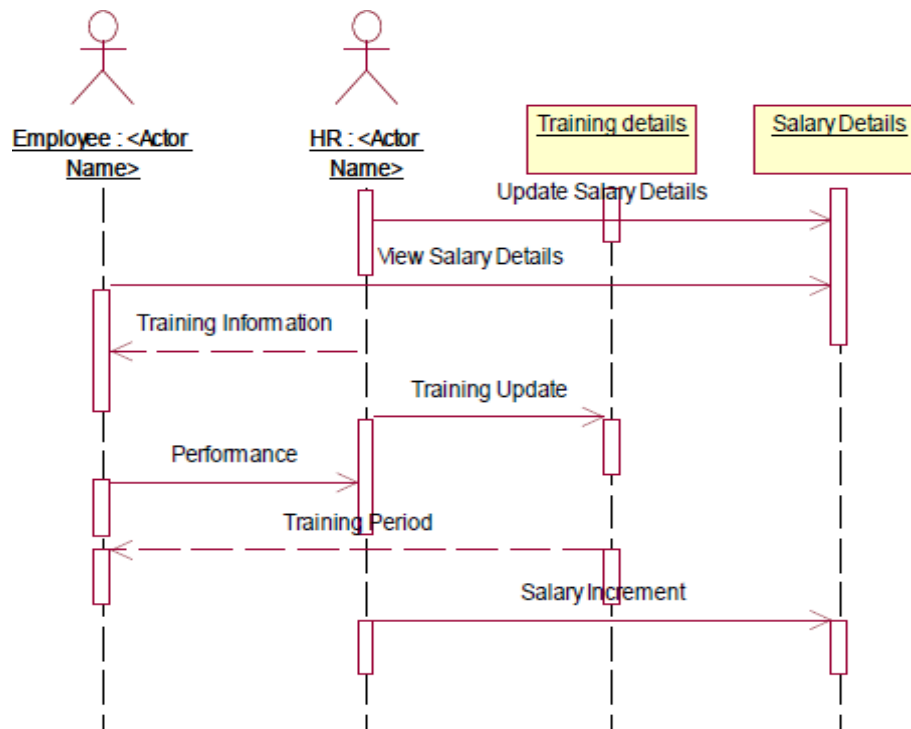 Employee : <Actor
Name>
HR : <Actor
Name>
Training details
Salary Details
Update Salary Details
View Salary Details
Training Information
Training Update
Performance
Training Period
Salary Increment